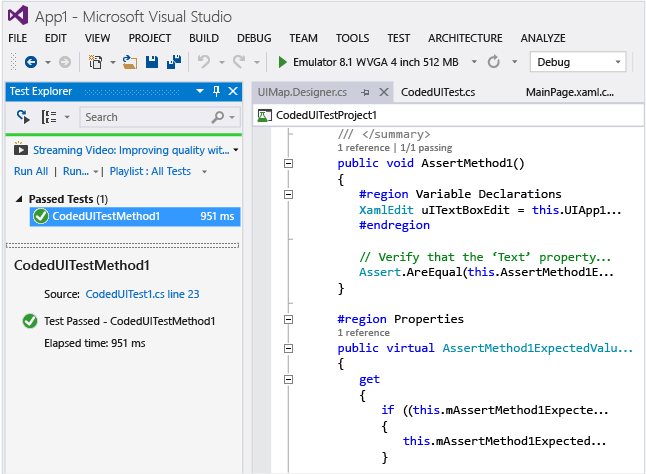 App1 - Microsoft Visual Studio
FILE EDIT VIEW PROJECT BUILD DEBUG TEAM TEST ARCHITECTURE ANALYZE
Emulator 8.1 WVGA 4 inch 512 MB Debug
Test Explorer
Search
Streaming Video: Improving quality wit...
Run All | Run... | Playlist : All Tests
Passed Tests (1)
CodedUITestMethod1 951 ms
CodedUITestMethod1
Source: CodedUITest1.cs line 23
Test Passed - CodedUITestMethod1
Elapsed time: 951 ms
UIMap.Designer.cs CodedUITest.cs MainPage.xaml.c...
CodedUITestProject1
/// </summary>
1 reference | 1/1 passing
public void AssertMethod1()
{
#region Variable Declarations
XamlEdit uITextBoxEdit = this.UIApp1...
#endregion
// Verify that the ‘Text’ property...
Assert.AreEqual(this.AssertMethod1E...
}
#region Properties
1 reference
public virtual AssertMethod1ExpectedValu...
{
get
{
if ((this.mAssertMethod1Expecte...
{
this.mAssertMethod1Expected...
}